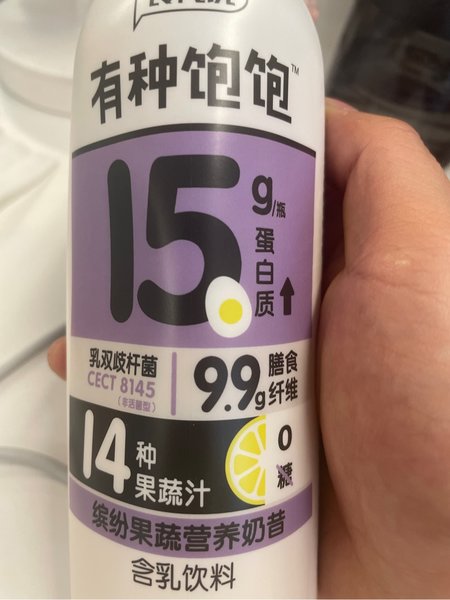 有种饱饱™
15g/瓶
蛋白质↑
乳双歧杆菌
CECT 8145
(非活菌型)
9.9g
膳食
纤维
14种
果蔬汁
0
糖
缤纷果蔬营养奶昔
含乳饮料